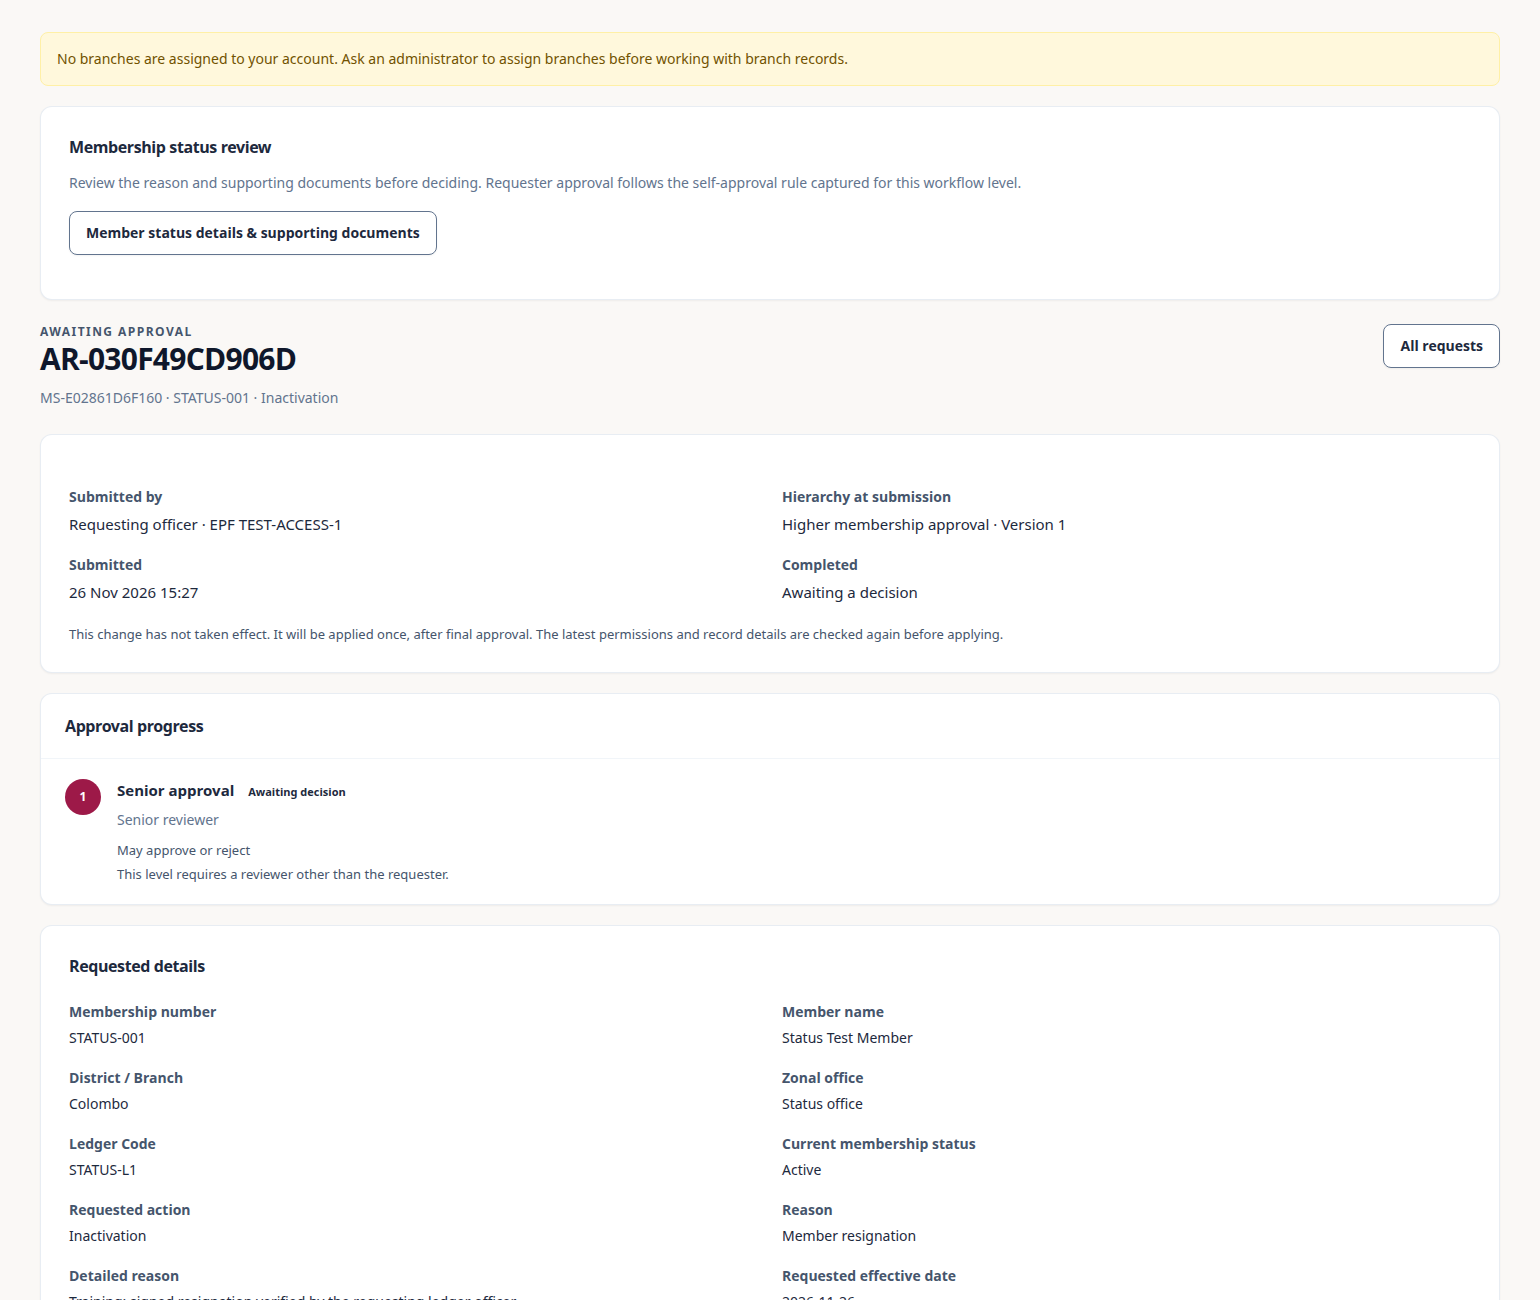 No branches are assigned to your account. Ask an administrator to assign branches before working with branch records.
Membership status review
Review the reason and supporting documents before deciding. Requester approval follows the self-approval rule captured for this workflow level.
Member status details & supporting documents
AWAITING APPROVAL
AR-030F49CD906D
All requests
MS-E02861D6F160 · STATUS-001 · Inactivation
Submitted by
Requesting officer · EPF TEST-ACCESS-1
Hierarchy at submission
Higher membership approval · Version 1
Submitted
26 Nov 2026 15:27
Completed
Awaiting a decision
This change has not taken effect. It will be applied once, after final approval. The latest permissions and record details are checked again before applying.
Approval progress
1
Senior approval Awaiting decision
Senior reviewer
May approve or reject
This level requires a reviewer other than the requester.
Requested details
Membership number
STATUS-001
Member name
Status Test Member
District / Branch
Colombo
Zonal office
Status office
Ledger Code
STATUS-L1
Current membership status
Active
Requested action
Inactivation
Reason
Member resignation
Detailed reason
Requested effective date